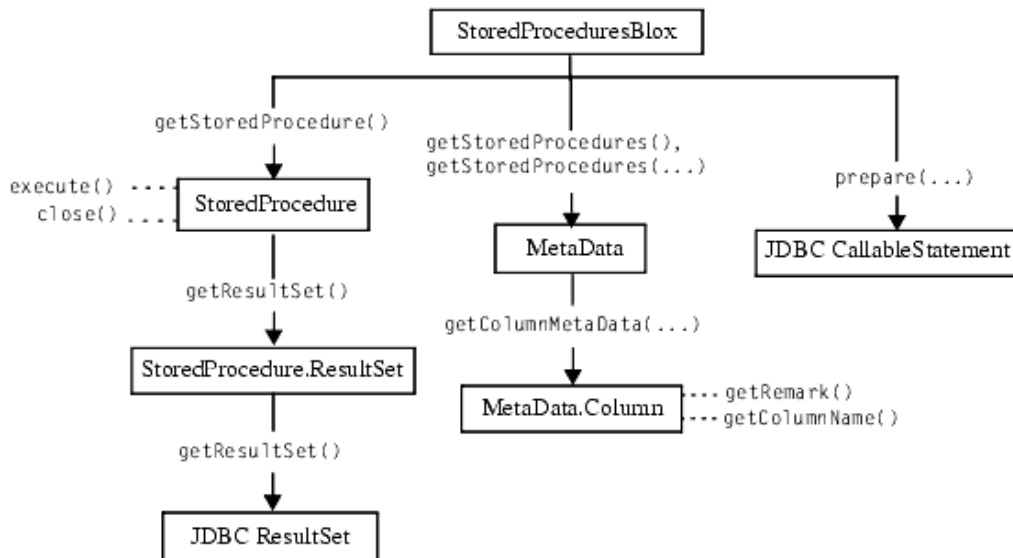 StoredProceduresBlox
getStoredProcedure()
getStoredProcedures(),
getStoredProcedures(...)
prepare(...)
execute()
close()
StoredProcedure
MetaData
JDBC CallableStatement
getResultSet()
getColumnMetaData(...)
StoredProcedure.ResultSet
MetaData.Column
getRemark()
getColumnName()
getResultSet()
JDBC ResultSet